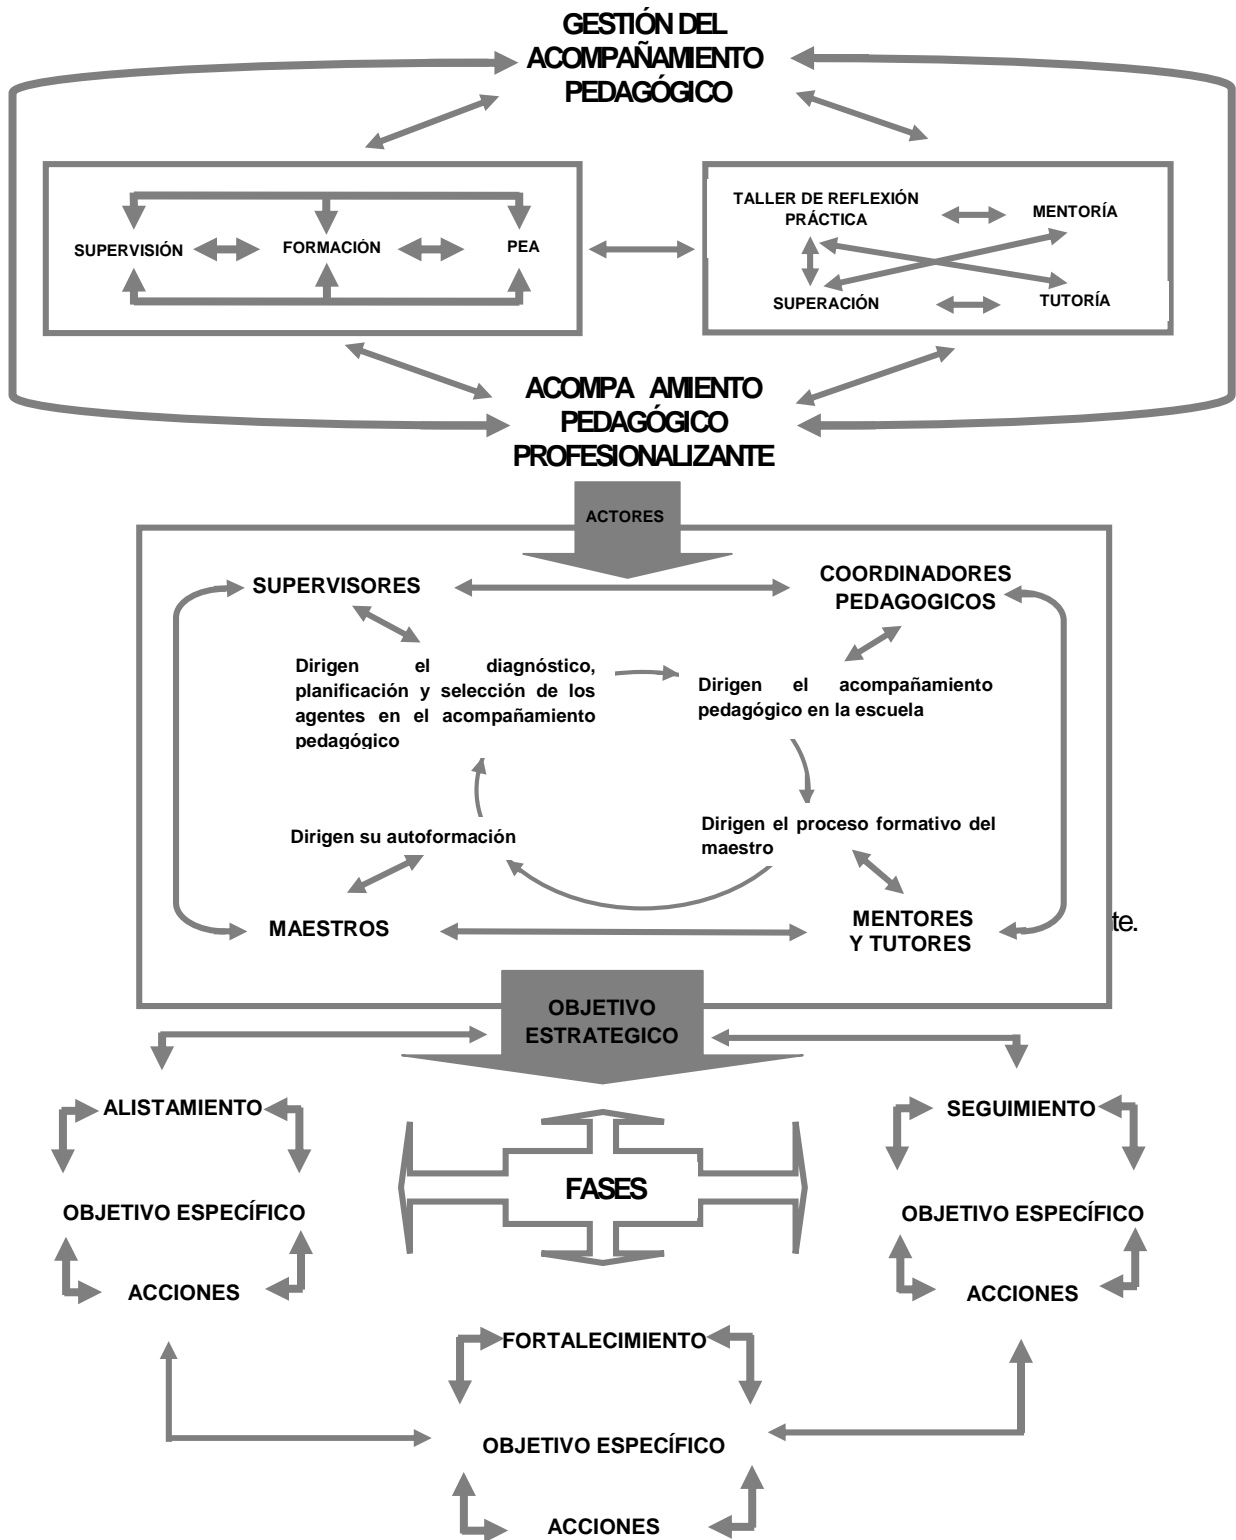 GESTIÓN DEL
ACOMPAÑAMIENTO
PEDAGÓGICO
SUPERVISIÓN
FORMACIÓN
PEA
TALLER DE REFLEXIÓN
PRÁCTICA
MENTORÍA
SUPERACIÓN
TUTORÍA
ACOMPA AMIENTO
PEDAGÓGICO
PROFESIONALIZANTE
ACTORES
SUPERVISORES
COORDINADORES
PEDAGOGICOS
Dirigen el diagnóstico,
planificación y selección de los
agentes en el acompañamiento
pedagógico
Dirigen el acompañamiento
pedagógico en la escuela
Dirigen su autoformación
Dirigen el proceso formativo del
maestro
MAESTROS
MENTORES
Y TUTORES
te.
OBJETIVO
ESTRATEGICO
ALISTAMIENTO
OBJETIVO ESPECÍFICO
ACCIONES
FASES
SEGUIMIENTO
OBJETIVO ESPECÍFICO
ACCIONES
FORTALECIMIENTO
OBJETIVO ESPECÍFICO
ACCIONES